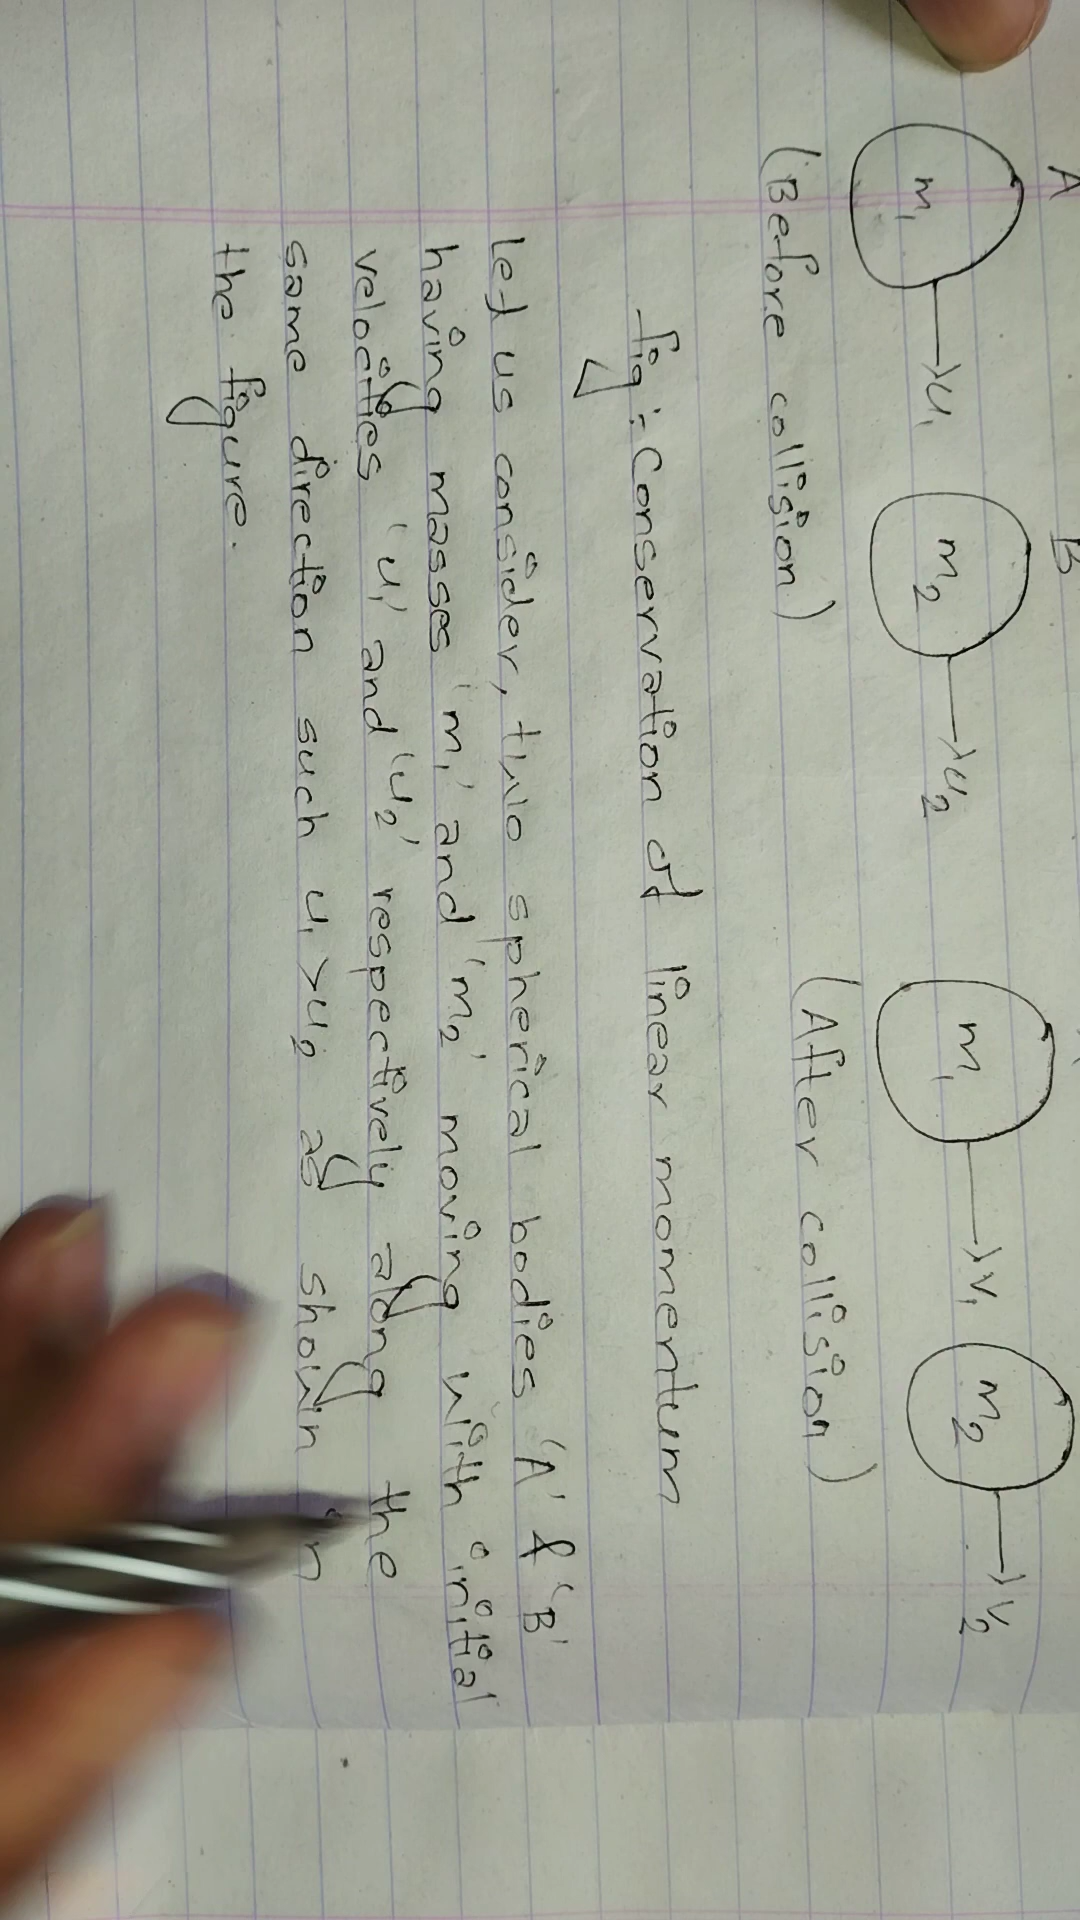 A B
m₁ u₁ m₂ u₂ m₁ v₁ m₂ v₂
(Before collision) (After collision)
fig: Conservation of linear momentum
Let us consider, two spherical bodies 'A' & 'B'
having masses 'm₁' and 'm₂' moving with initial
velocities 'u₁' and 'u₂' respectively along the
same direction such u₁ > u₂ as shown in
the figure.